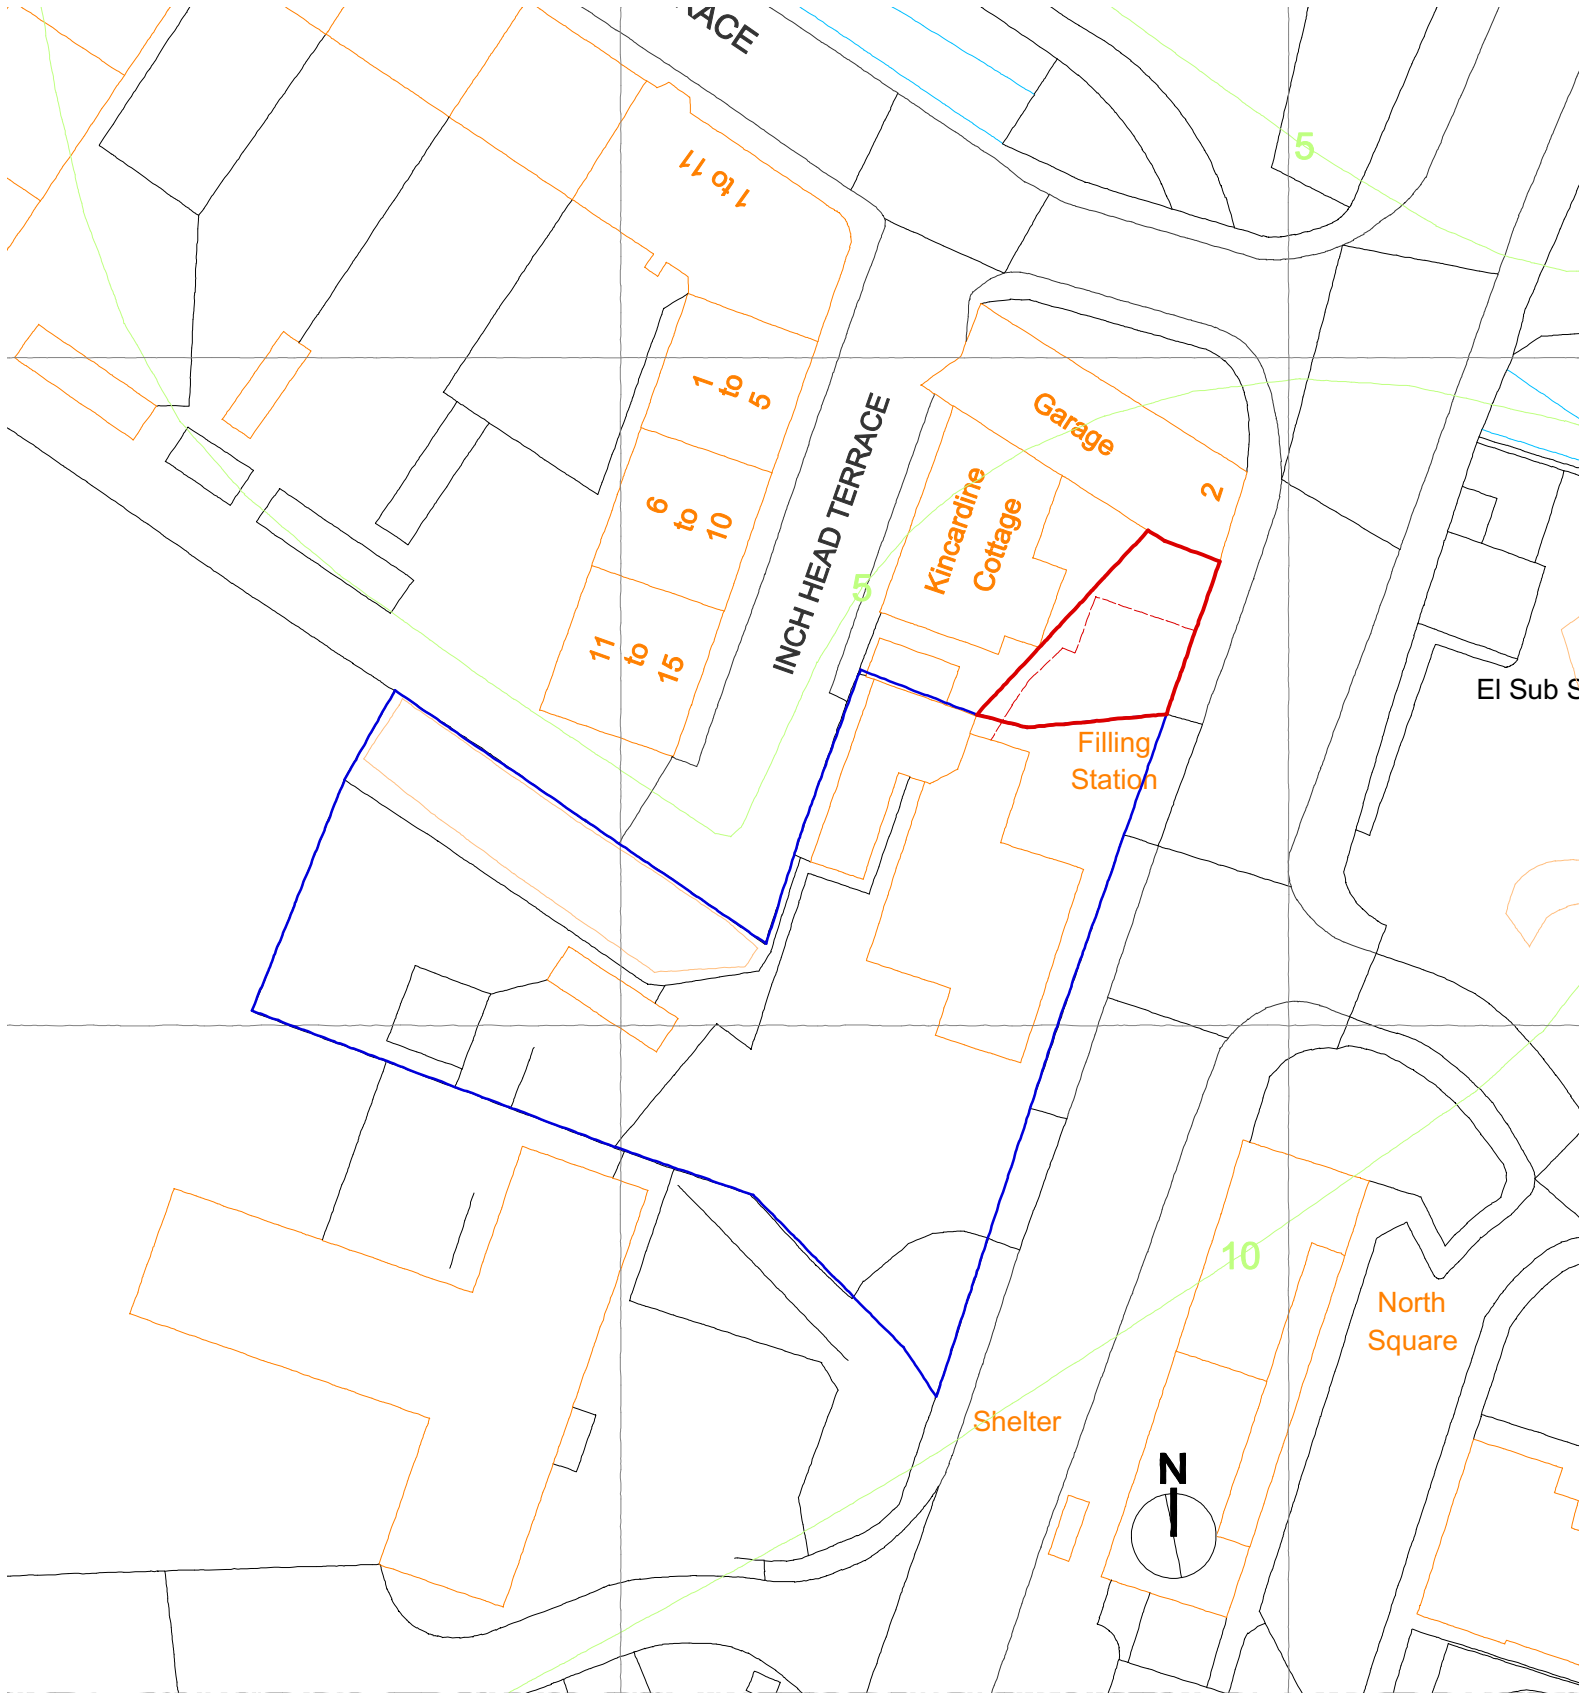 1 to 11
5
1
to
5
INCH HEAD TERRACE
Garage
2
Kincardine
Cottage
6
to
10
5
11
to
15
El Sub
Filling
Station
10
North
Square
Shelter
N